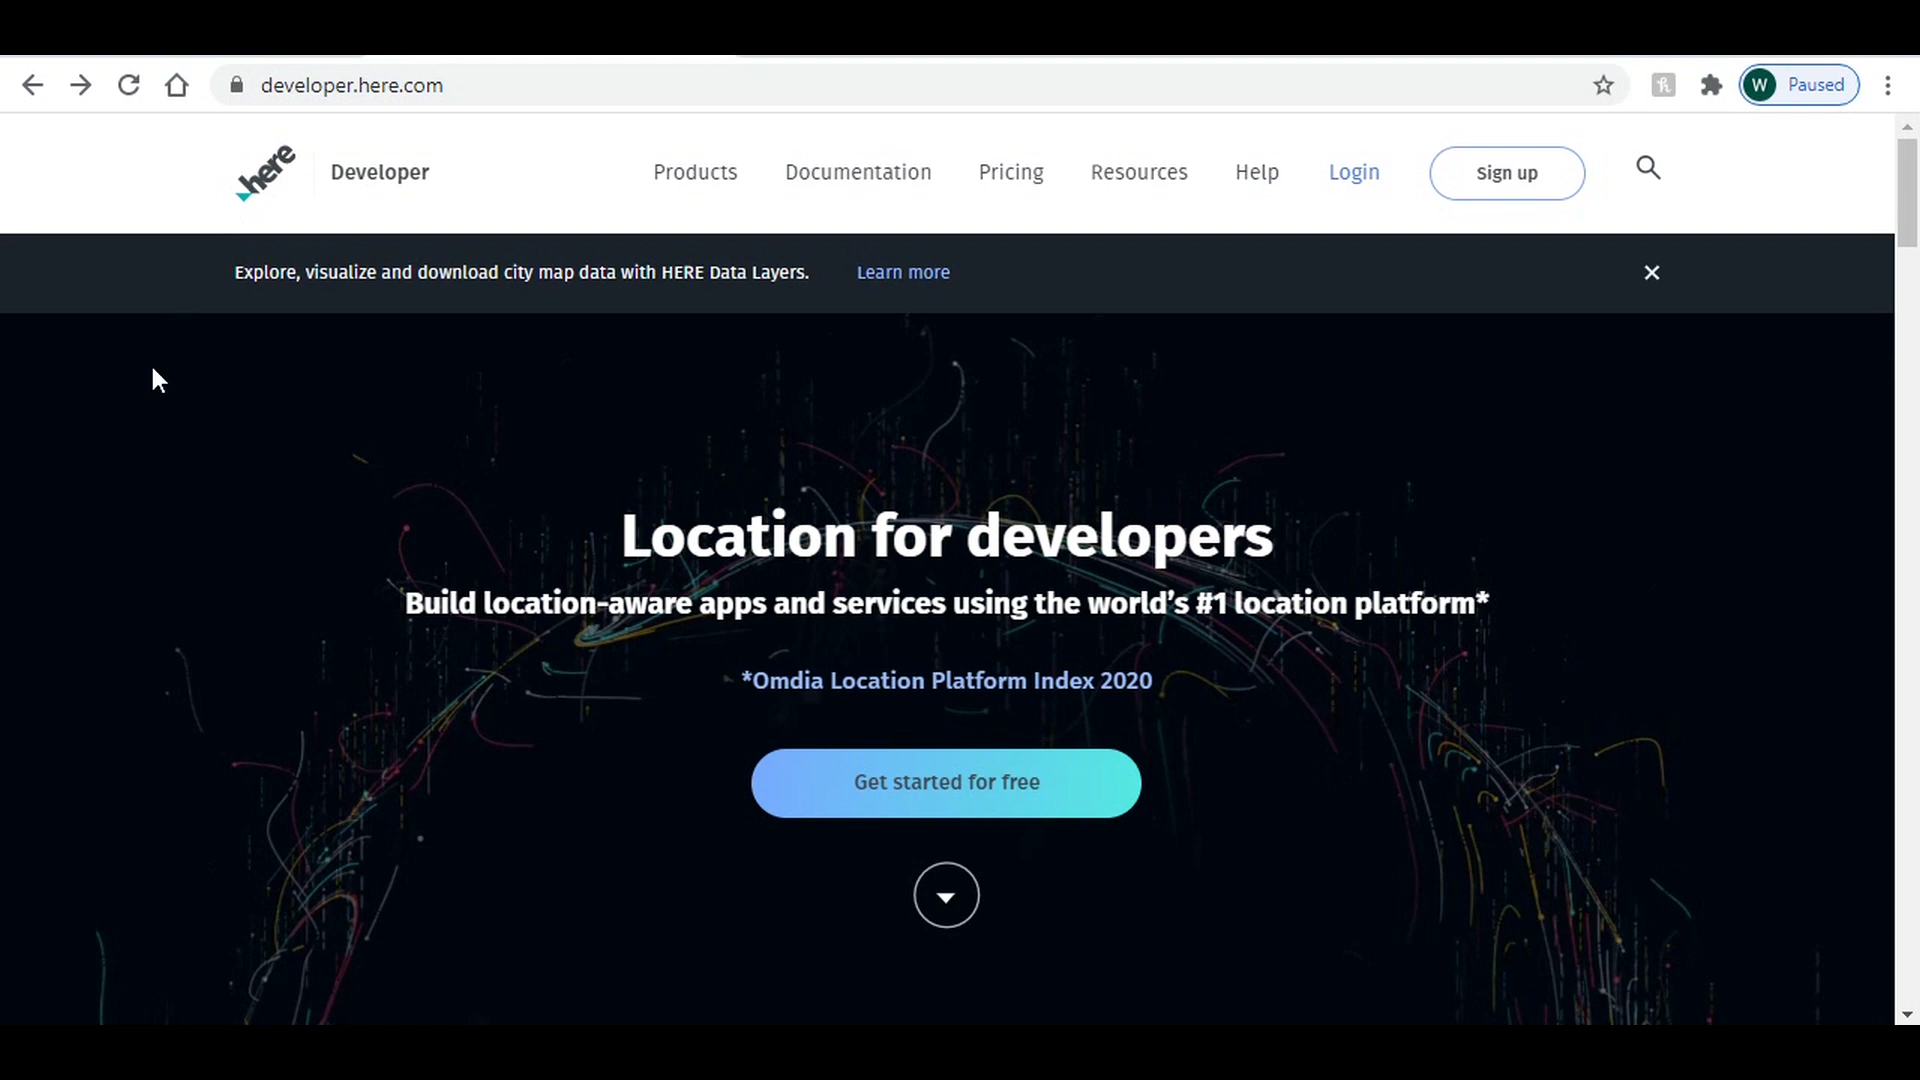 developer.here.com
W Paused
here Developer Products Documentation Pricing Resources Help Login Sign up
Explore, visualize and download city map data with HERE Data Layers. Learn more
Location for developers
Build location-aware apps and services using the world's #1 location platform*
*Omdia Location Platform Index 2020
Get started for free